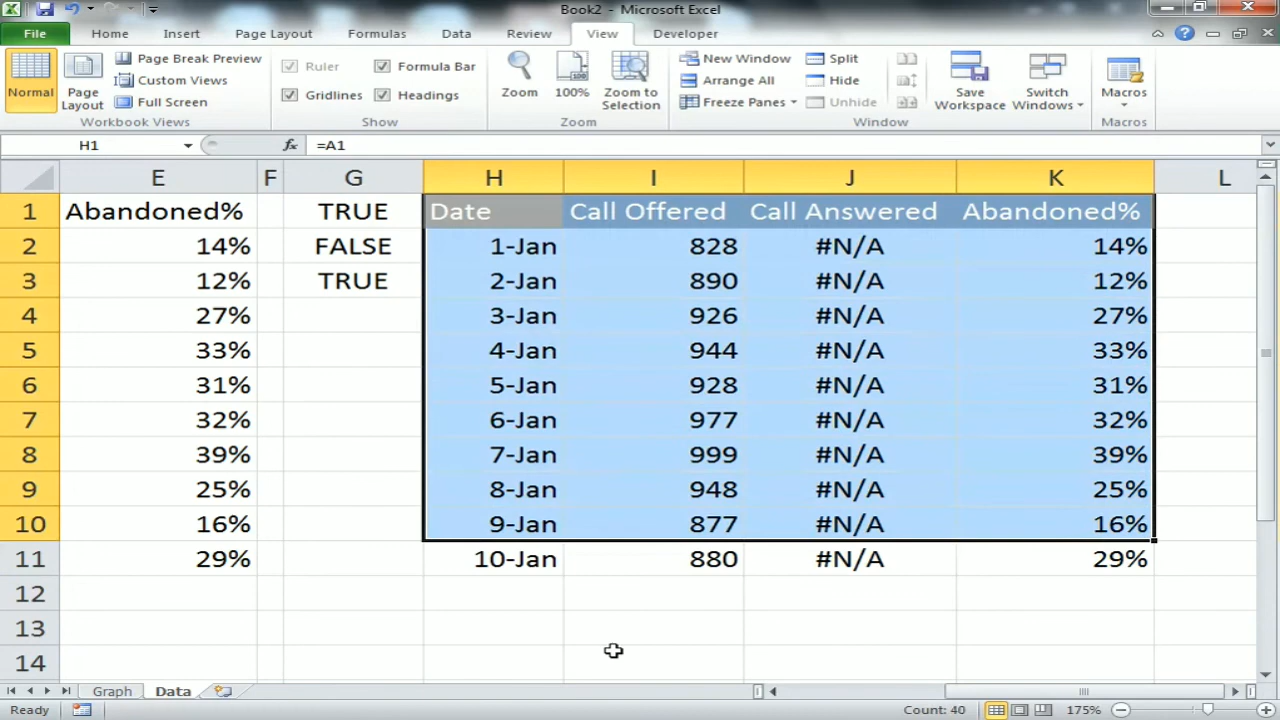 Book2 - Microsoft Excel
File Home Insert Page Layout Formulas Data Review View Developer
Normal Page Layout Page Break Preview Custom Views Full Screen
Workbook Views
Ruler Formula Bar
Gridlines Headings
Show
Zoom 100% Zoom to Selection
Zoom
New Window Split
Arrange All Hide
Freeze Panes Unhide
Save Workspace Switch Windows
Window
Macros
Macros
H1 fx =A1
E F G H I J K L
1 Abandoned% TRUE Date Call Offered Call Answered Abandoned%
2 14% FALSE 1-Jan 828 #N/A 14%
3 12% TRUE 2-Jan 890 #N/A 12%
4 27% 3-Jan 926 #N/A 27%
5 33% 4-Jan 944 #N/A 33%
6 31% 5-Jan 928 #N/A 31%
7 32% 6-Jan 977 #N/A 32%
8 39% 7-Jan 999 #N/A 39%
9 25% 8-Jan 948 #N/A 25%
10 16% 9-Jan 877 #N/A 16%
11 29% 10-Jan 880 #N/A 29%
12
13
14
Graph Data
Ready Count: 40 175%